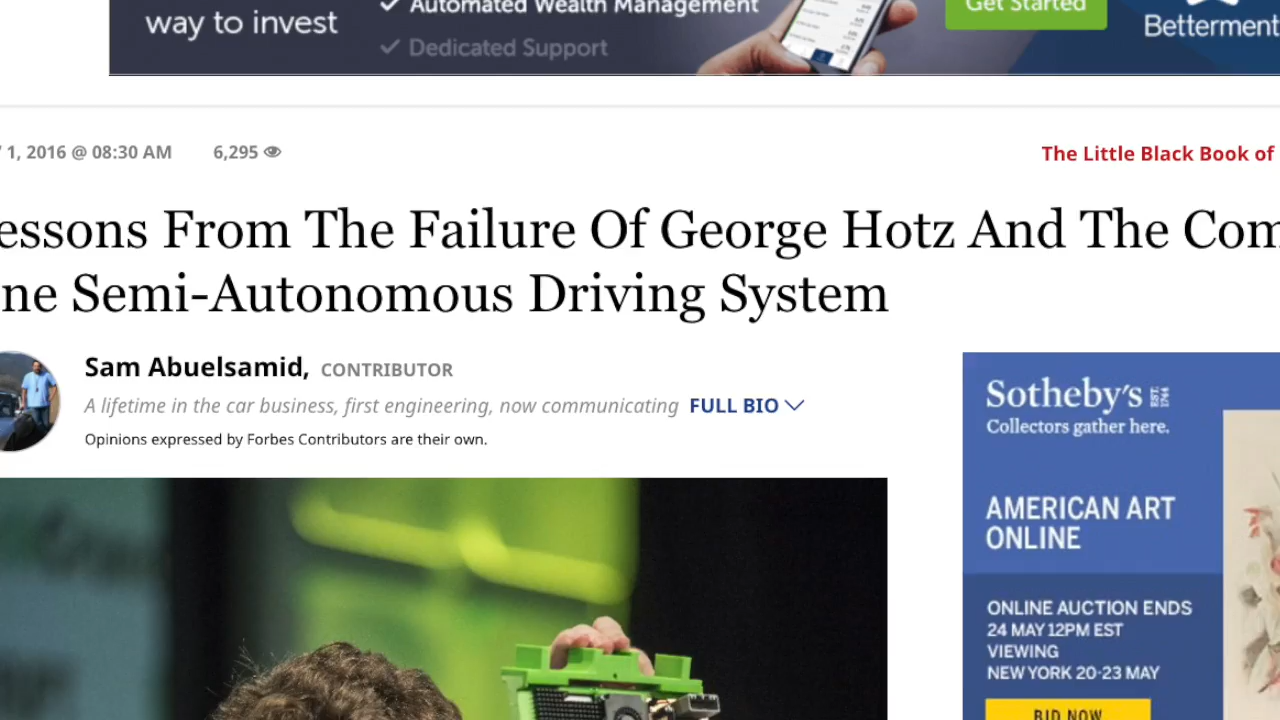 way to invest
Automated Wealth Management
Dedicated Support
Get Started
Betterment
1, 2016 @ 08:30 AM
6,295
The Little Black Book of
essons From The Failure Of George Hotz And The Com
ne Semi-Autonomous Driving System
Sam Abuelsamid, CONTRIBUTOR
A lifetime in the car business, first engineering, now communicating FULL BIO
Opinions expressed by Forbes Contributors are their own.
Sotheby's EST. 1744
Collectors gather here.
AMERICAN ART
ONLINE
ONLINE AUCTION ENDS
24 MAY 12PM EST
VIEWING
NEW YORK 20-23 MAY
BID NOW